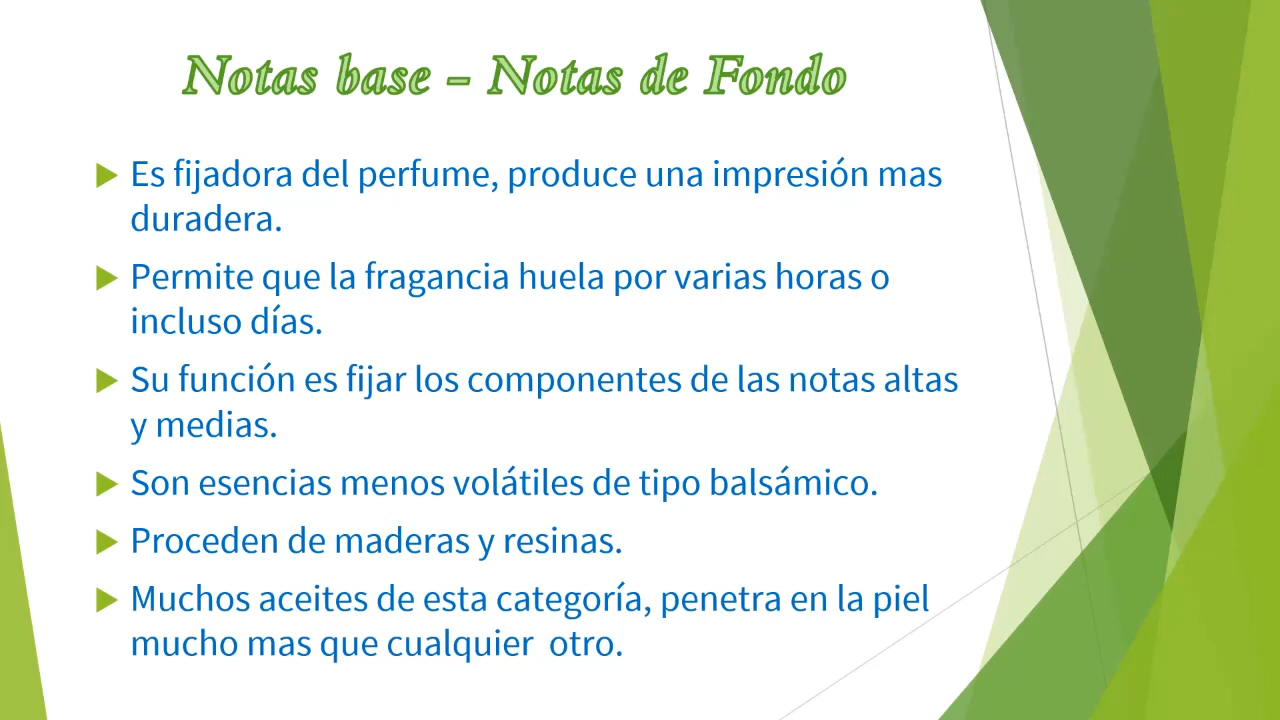 Notas base - Notas de Fondo
Es fijadora del perfume, produce una impresión mas
duradera.
Permite que la fragancia huela por varias horas o
incluso días.
Su función es fijar los componentes de las notas altas
y medias.
Son esencias menos volátiles de tipo balsámico.
Proceden de maderas y resinas.
Muchos aceites de esta categoría, penetra en la piel
mucho mas que cualquier  otro.